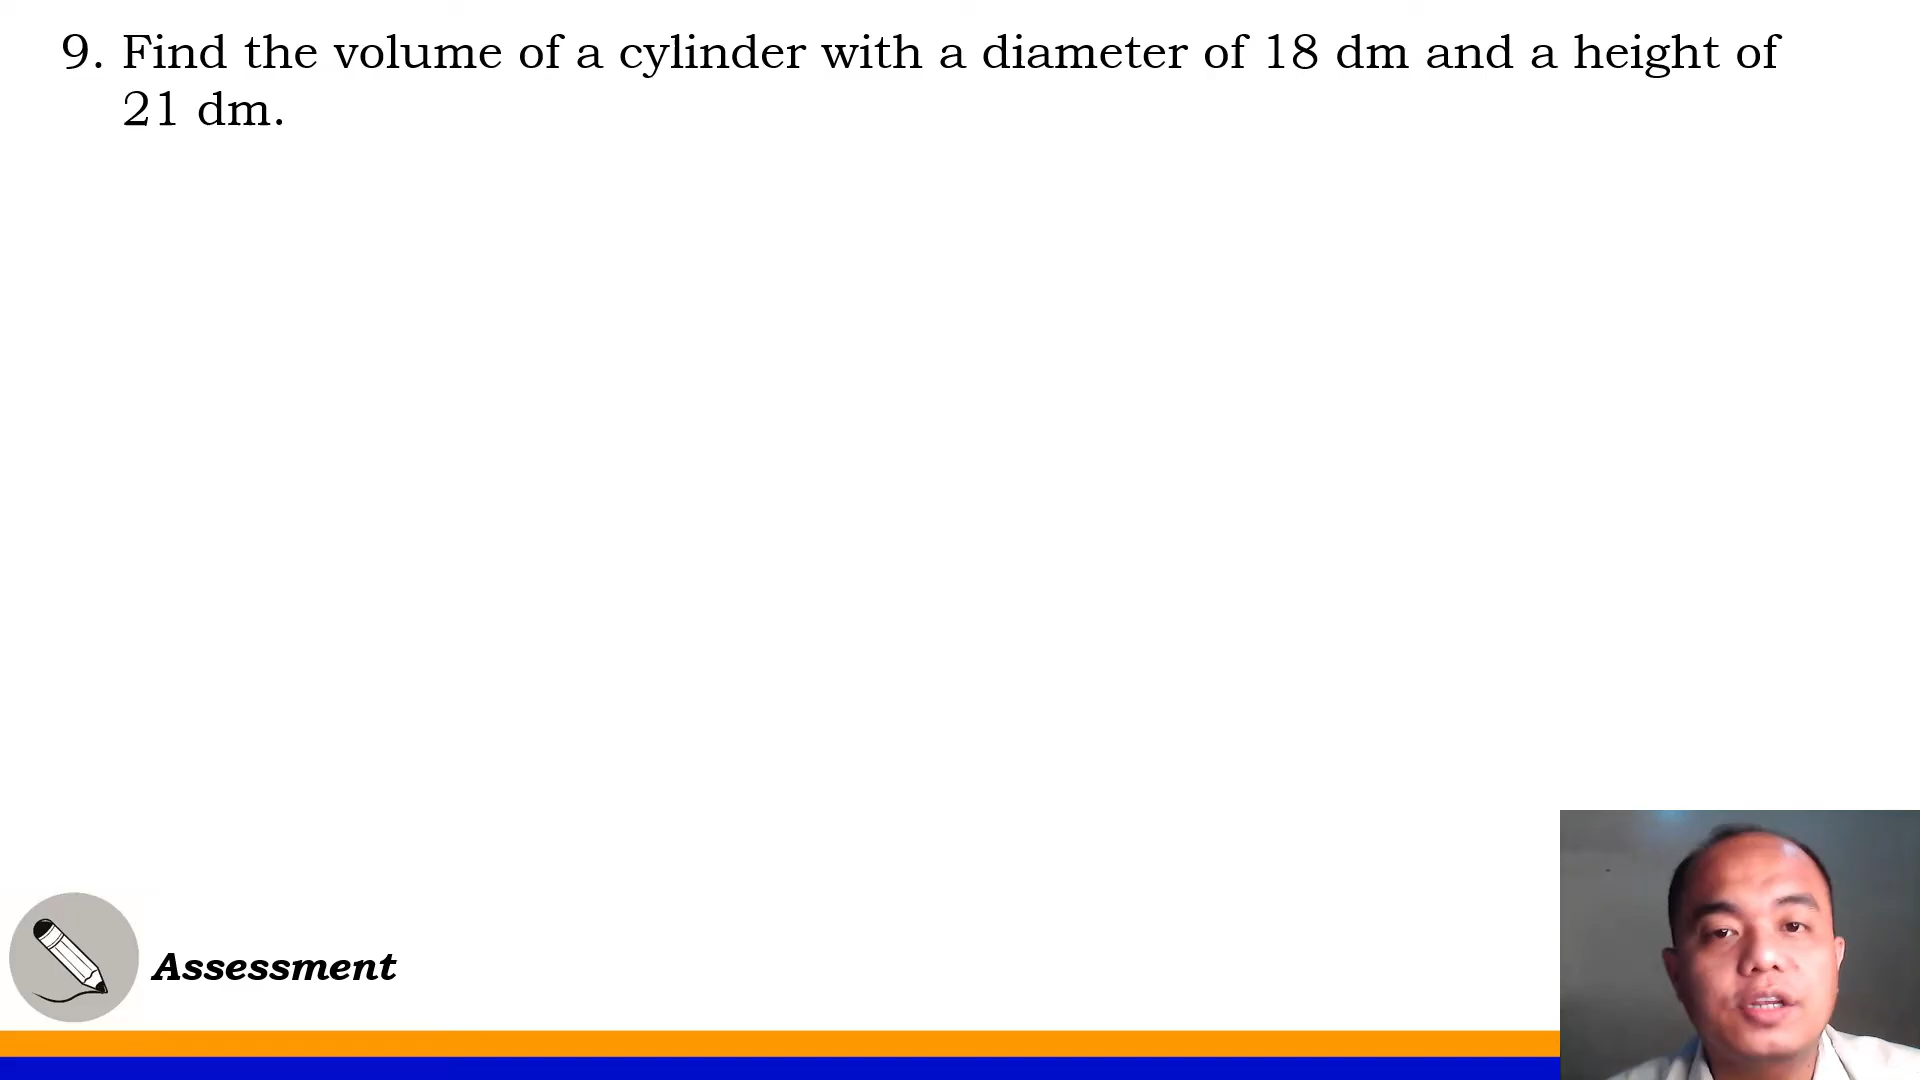 9. Find the volume of a cylinder with a diameter of 18 dm and a height of
21 dm.
Assessment